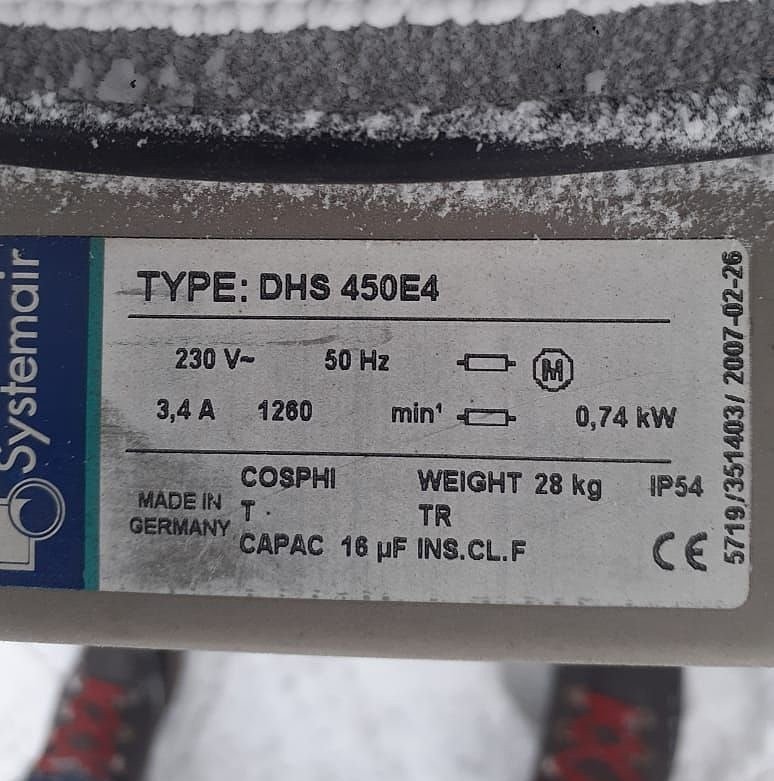 Systemair
TYPE: DHS 450E4
230 V~ 50 Hz M
3,4 A 1260 min¹ 0,74 kW
COSPHI WEIGHT 28 kg IP54
MADE IN GERMANY
T TR
CAPAC 16 µF INS.CL.F
CE
5719/351403/ 2007-02-26